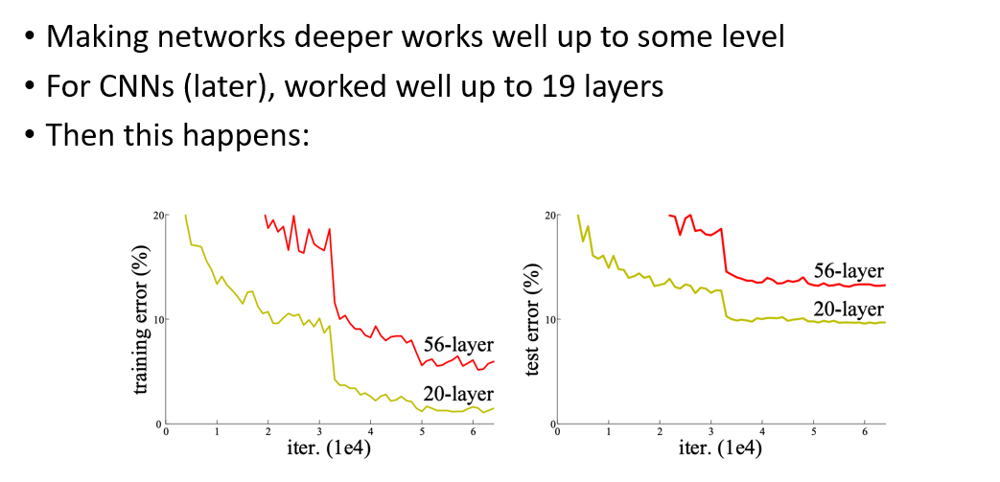 • Making networks deeper works well up to some level
• For CNNs (later), worked well up to 19 layers
• Then this happens:
20
10
0
training error (%)
0 1 2 3 4 5 6
iter. (1e4)
56-layer
20-layer
20
10
0
test error (%)
0 1 2 3 4 5 6
iter. (1e4)
56-layer
20-layer